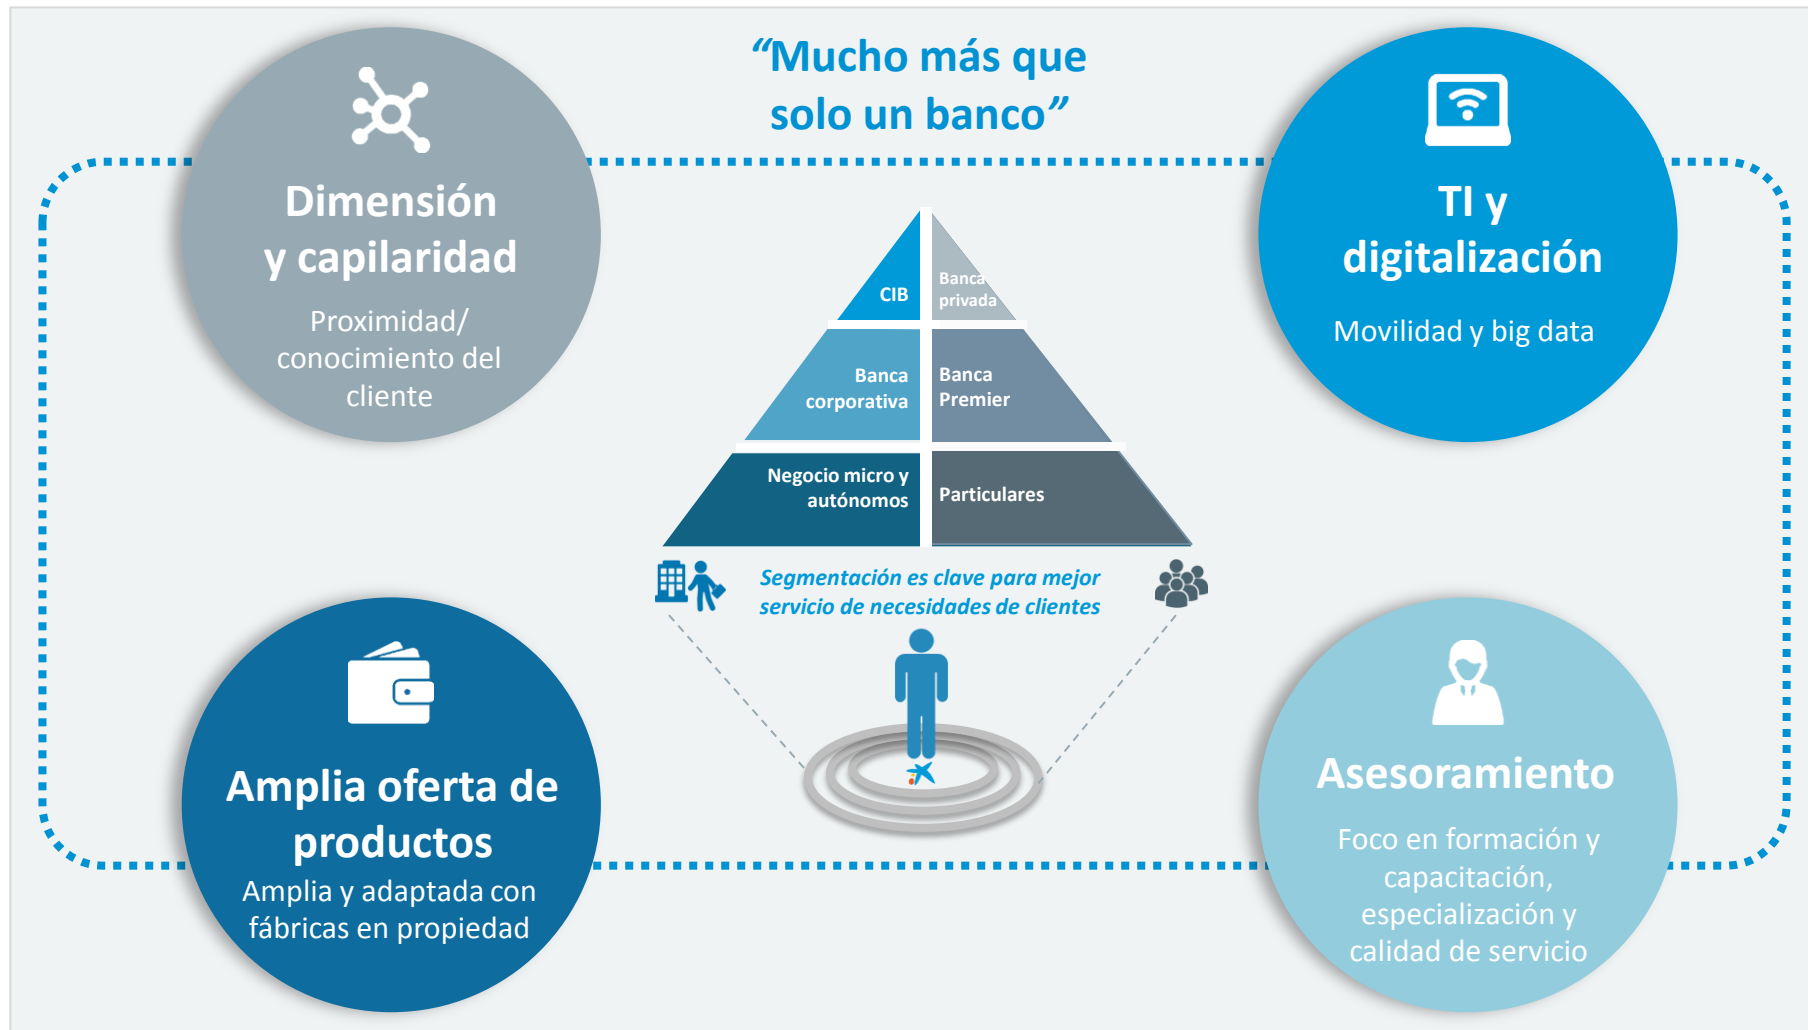 “Mucho más que
solo un banco”
Dimensión
y capilaridad
Proximidad/
conocimiento del
cliente
TI y
digitalización
Movilidad y big data
CIB
Banca
privada
Banca
corporativa
Banca
Premier
Negocio micro y
autónomos
Particulares
Segmentación es clave para mejor
servicio de necesidades de clientes
Amplia oferta de
productos
Amplia y adaptada con
fábricas en propiedad
Asesoramiento
Foco en formación y
capacitación,
especialización y
calidad de servicio